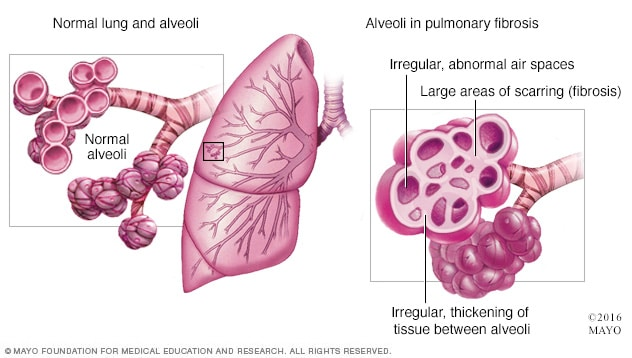 Normal lung and alveoli
Alveoli in pulmonary fibrosis
Irregular, abnormal air spaces
Large areas of scarring (fibrosis)
Normal
alveoli
Irregular, thickening of
tissue between alveoli
©2016
MAYO
© MAYO FOUNDATION FOR MEDICAL EDUCATION AND RESEARCH. ALL RIGHTS RESERVED.